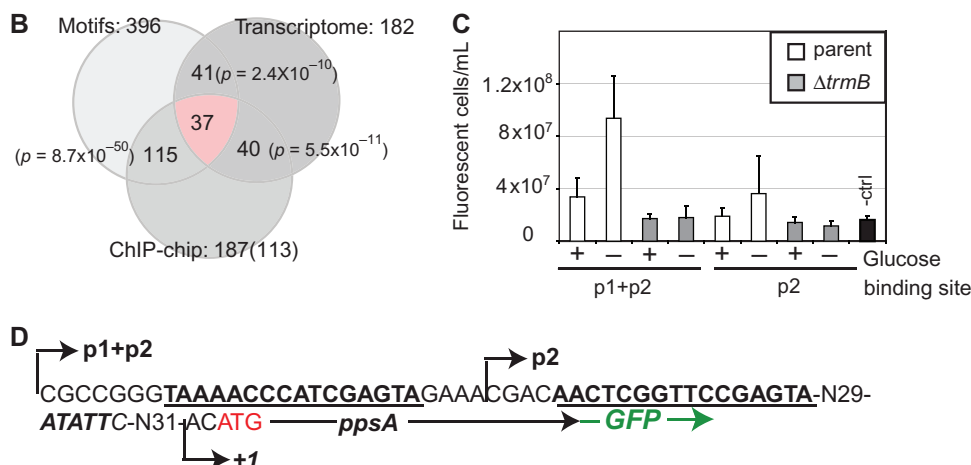 B
Motifs: 396
Transcriptome: 182
41 (p = 2.4X10⁻¹⁰)
37
(p = 8.7x10⁻⁵⁰) 115
40 (p = 5.5x10⁻¹¹)
ChIP-chip: 187(113)
C
Fluorescent cells/mL
1.2x10⁸
8x10⁷
4x10⁷
0
parent
ΔtrmB
-ctrl
+ – + – + – + – Glucose
p1+p2 p2 binding site
D
p1+p2 p2
CGCCGGGTAAAACCCATCGAGTAGAAACGACAACTCGGTTCCGAGTA-N29-
ATATTC-N31-ACATG ppsA GFP
+1